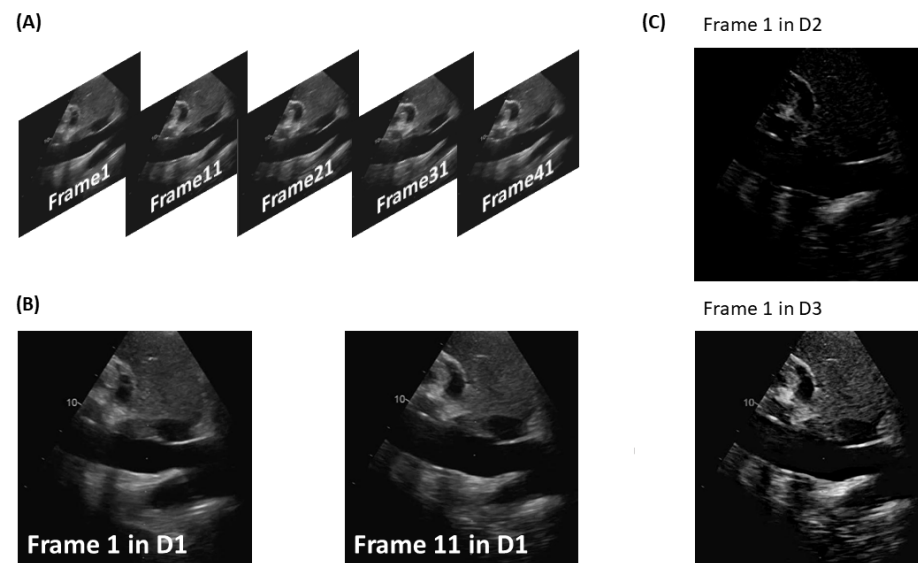 (A)
Frame1
Frame11
Frame21
Frame31
Frame41
(B)
10
Frame 1 in D1
10
Frame 11 in D1
(C)
Frame 1 in D2
Frame 1 in D3
10